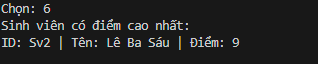 Chọn: 6
Sinh viên có điểm cao nhất:
ID: Sv2 | Tên: Lê Ba Sáu | Điểm: 9